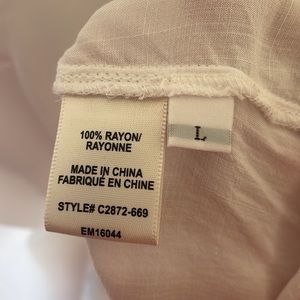 100% RAYON/
RAYONNE
MADE IN CHINA
FABRIQUÉ EN CHINE
STYLE# C2872-669
EM16044
L